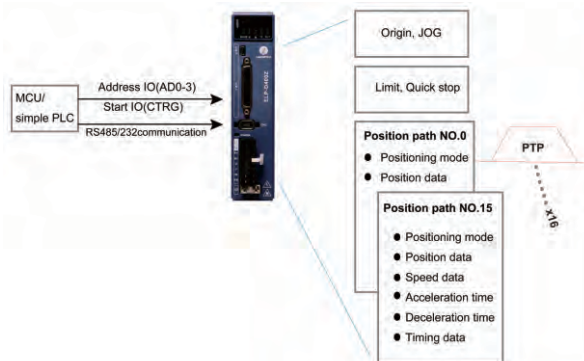 MCU/
simple PLC
Address IO(AD0-3)
Start IO(CTRG)
RS485/232communication
ELP-D400Z
Origin, JOG
Limit, Quick stop
Position path NO.0
● Positioning mode
● Position data
PTP
x16
Position path NO.15
● Positioning mode
● Position data
● Speed data
● Acceleration time
● Deceleration time
● Timing data